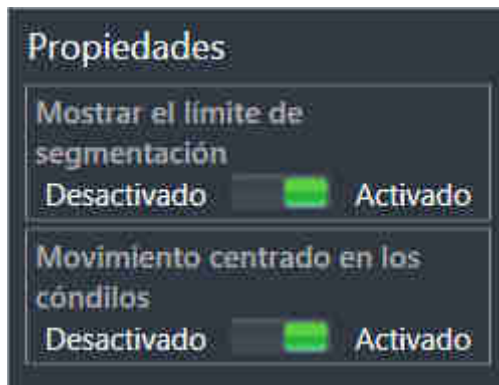 Propiedades
Mostrar el límite de
segmentación
Desactivado Activado
Movimiento centrado en los
cóndilos
Desactivado Activado